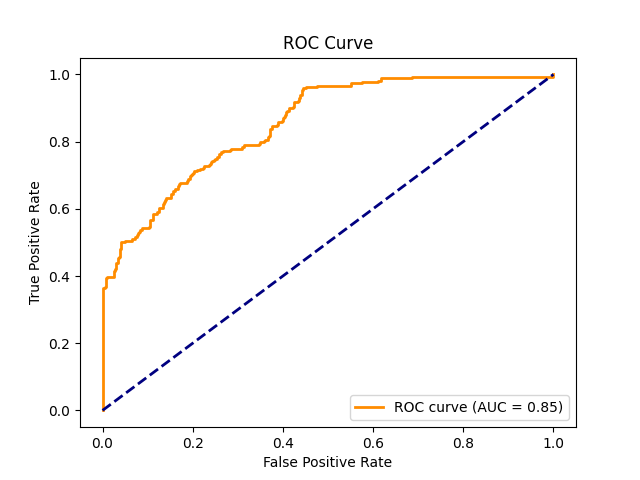 ROC Curve
1.0
0.8
0.6
0.4
0.2
0.0
True Positive Rate
ROC curve (AUC = 0.85)
0.0 0.2 0.4 0.6 0.8 1.0
False Positive Rate